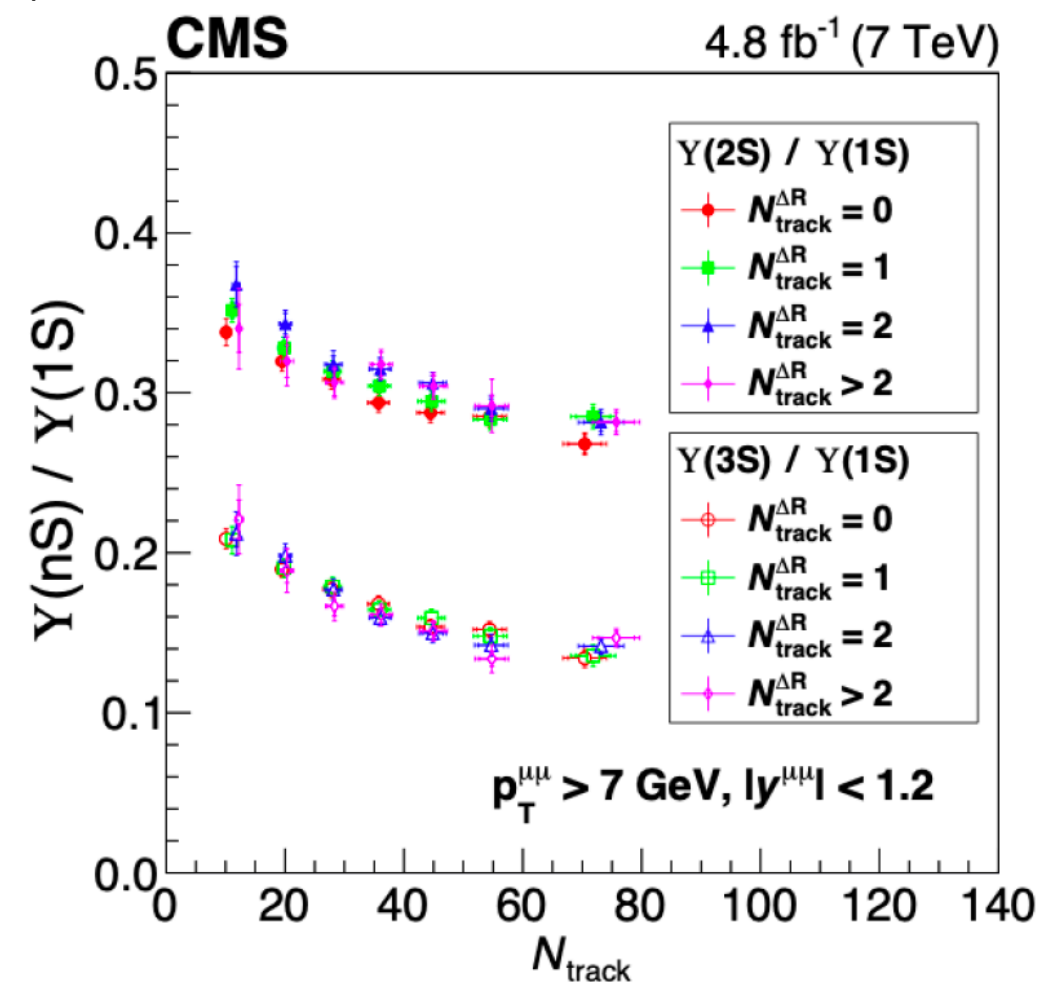 CMS
4.8 fb⁻¹ (7 TeV)
0.5
0.4
0.3
0.2
0.1
0.0
ϒ(nS) / ϒ(1S)
ϒ(2S) / ϒ(1S)
N^ΔR_track = 0
N^ΔR_track = 1
N^ΔR_track = 2
N^ΔR_track > 2
ϒ(3S) / ϒ(1S)
N^ΔR_track = 0
N^ΔR_track = 1
N^ΔR_track = 2
N^ΔR_track > 2
p_T^μμ > 7 GeV, |y^μμ| < 1.2
0 20 40 60 80 100 120 140
N_track